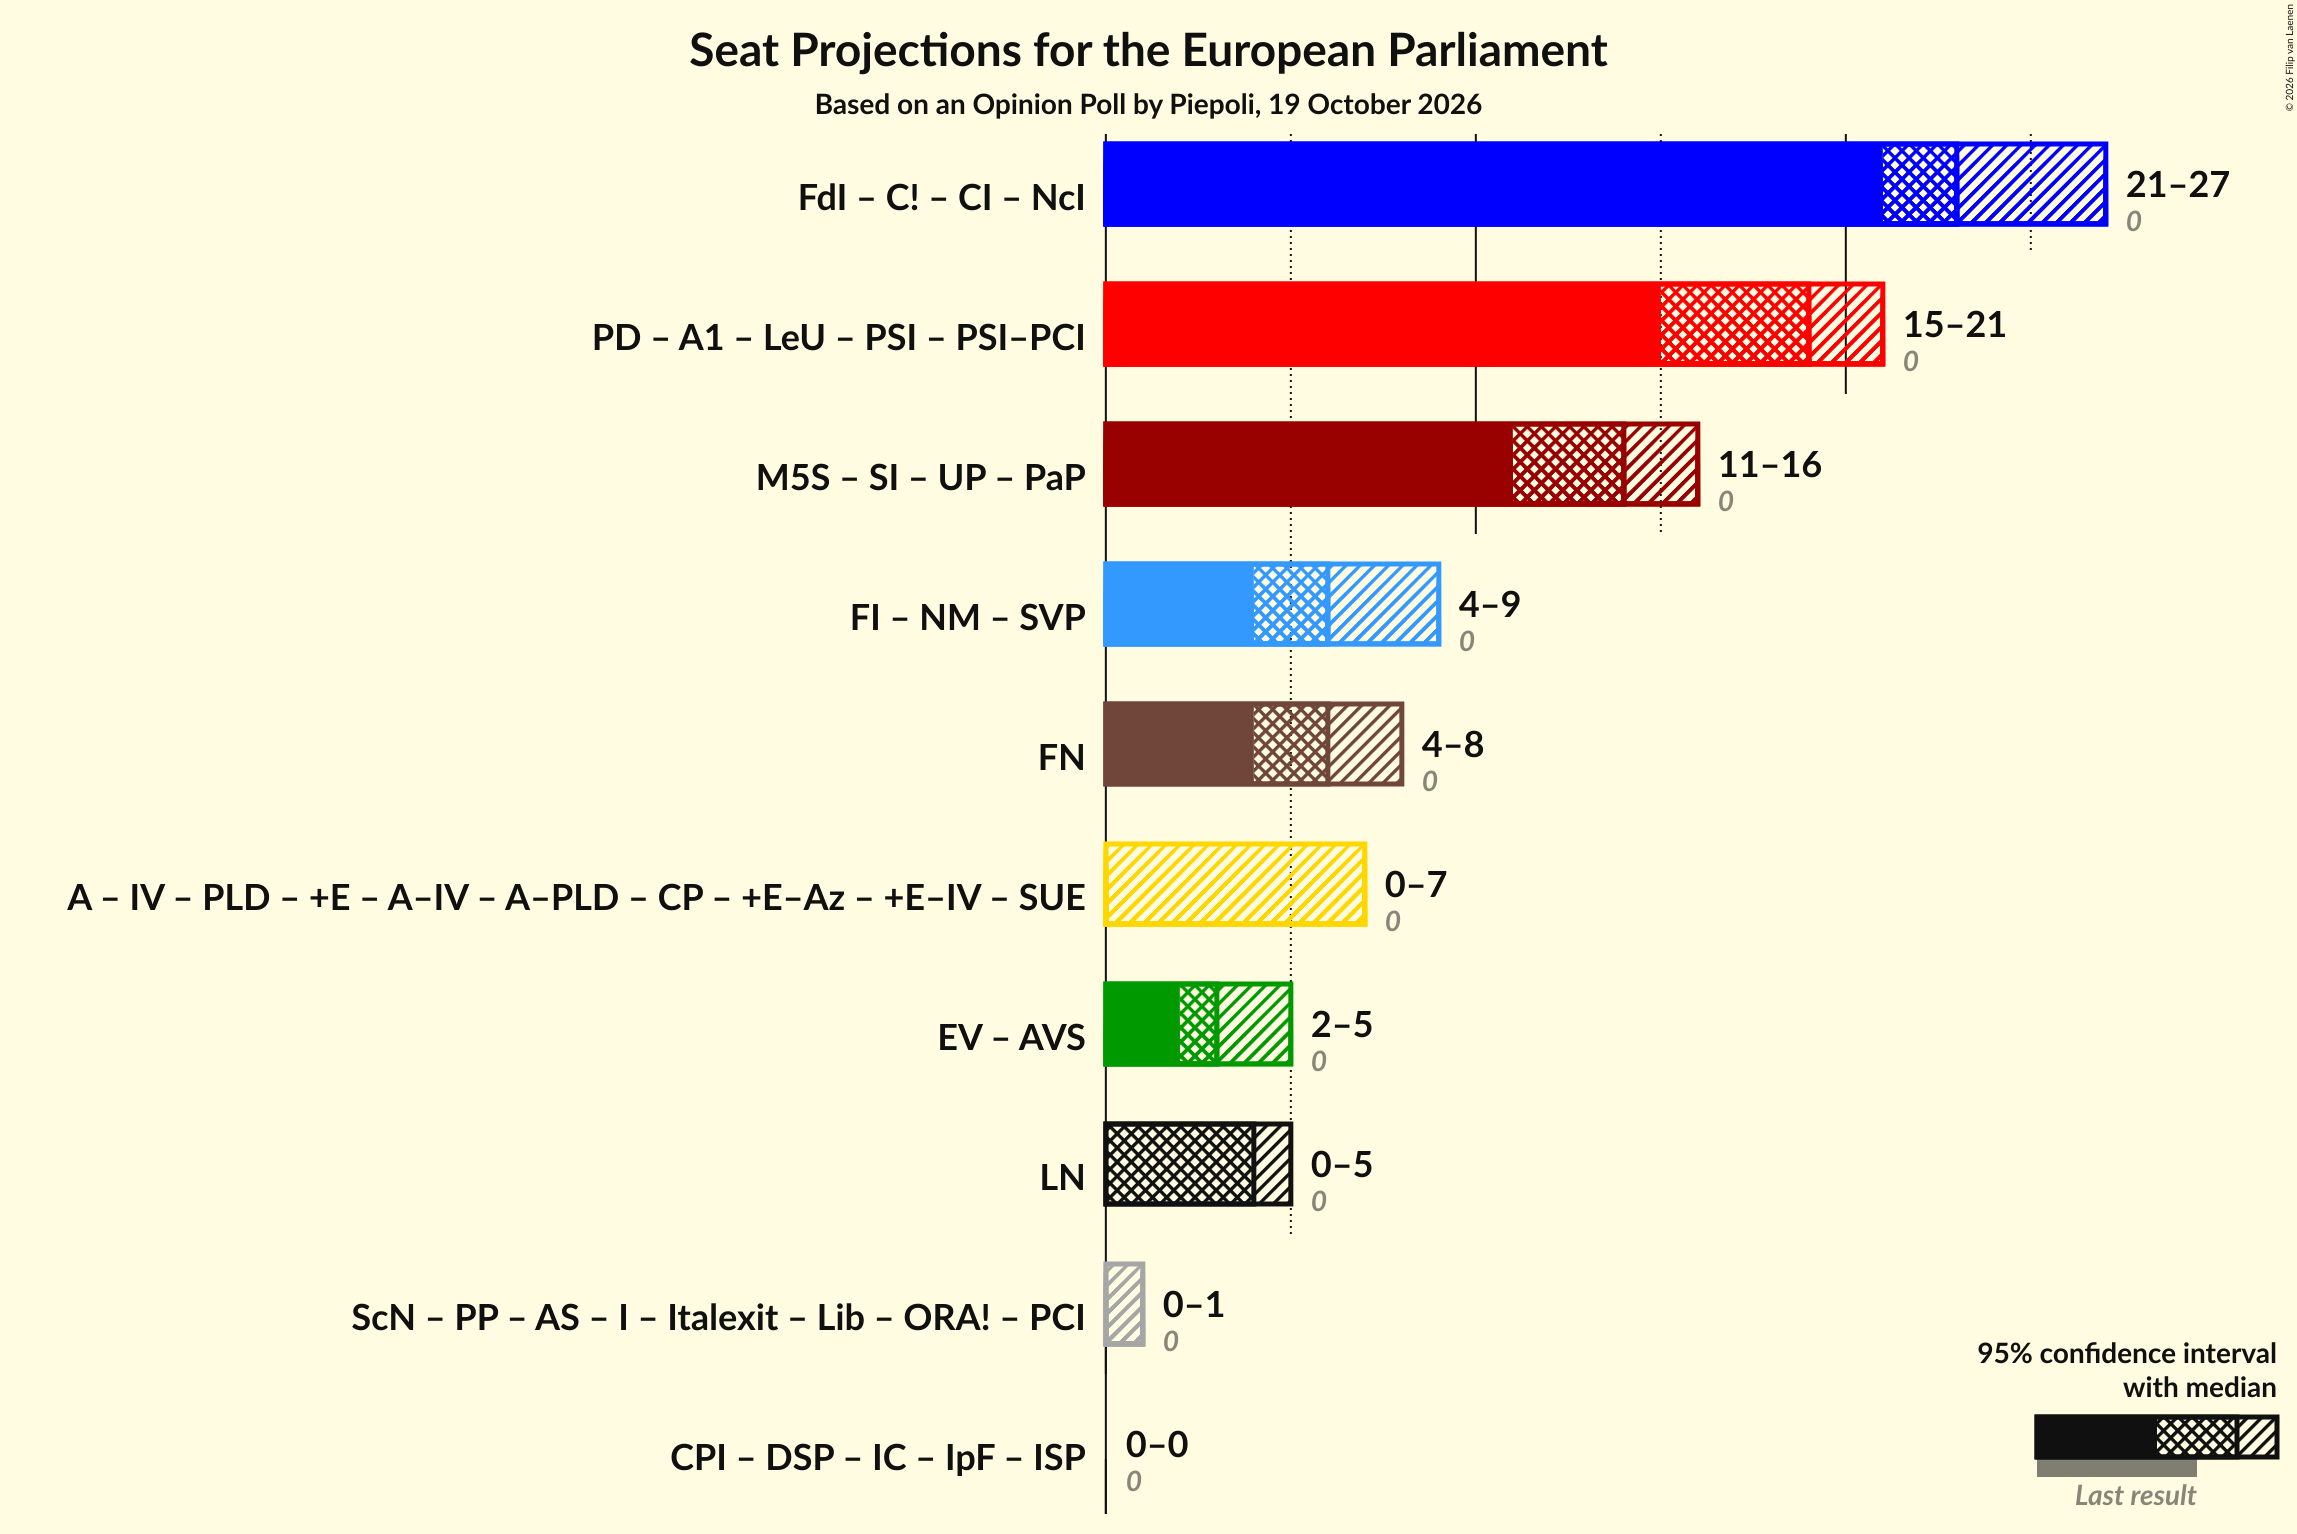 Seat Projections for the European Parliament
Based on an Opinion Poll by Piepoli, 19 October 2026
© 2026 Filip van Laenen
FdI – C! – CI – NcI
21–27
0
PD – A1 – LeU – PSI – PSI–PCI
15–21
0
M5S – SI – UP – PaP
11–16
0
FI – NM – SVP
4–9
0
FN
4–8
0
A – IV – PLD – +E – A–IV – A–PLD – CP – +E–Az – +E–IV – SUE
0–7
0
EV – AVS
2–5
0
LN
0–5
0
ScN – PP – AS – I – Italexit – Lib – ORA! – PCI
0–1
0
CPI – DSP – IC – IpF – ISP
0–0
0
95% confidence interval
with median
Last result